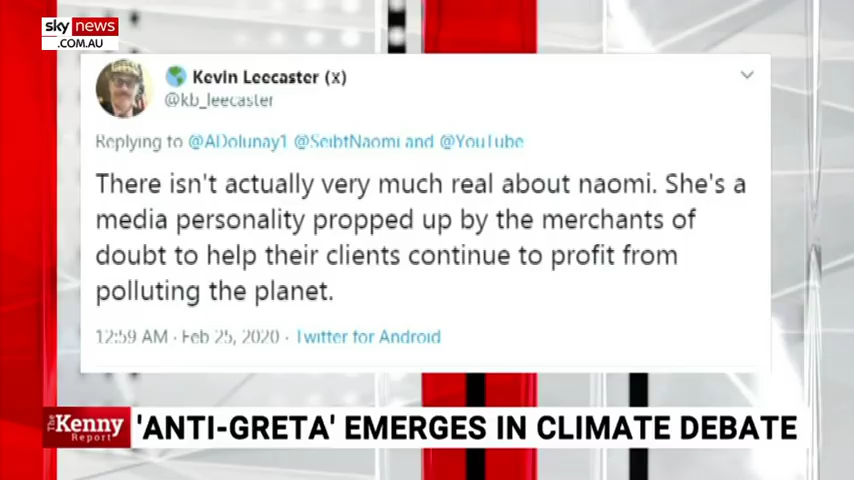 sky news
.COM.AU
Kevin Leecaster (x)
@kb_leecaster
Replying to @ADolunay1 @SeibtNaomi and @YouTube
There isn't actually very much real about naomi. She's a
media personality propped up by the merchants of
doubt to help their clients continue to profit from
polluting the planet.
12:59 AM · Feb 25, 2020 · Twitter for Android
The Kenny Report
'ANTI-GRETA' EMERGES IN CLIMATE DEBATE